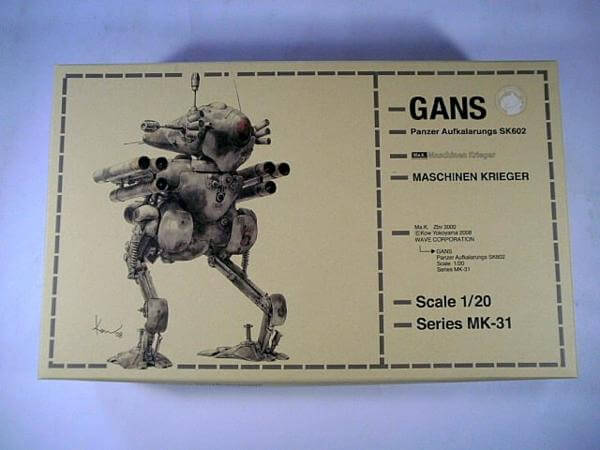 GANS
Panzer Aufkalarungs SK602
Ma.K. Maschinen Krieger
MASCHINEN KRIEGER
Ma.K. Zbv 3000
©Kow Yokoyama 2008
WAVE CORPORATION
GANS
Panzer Aufkalarungs SK602
Scale 1/20
Series MK-31
Scale 1/20
Series MK-31